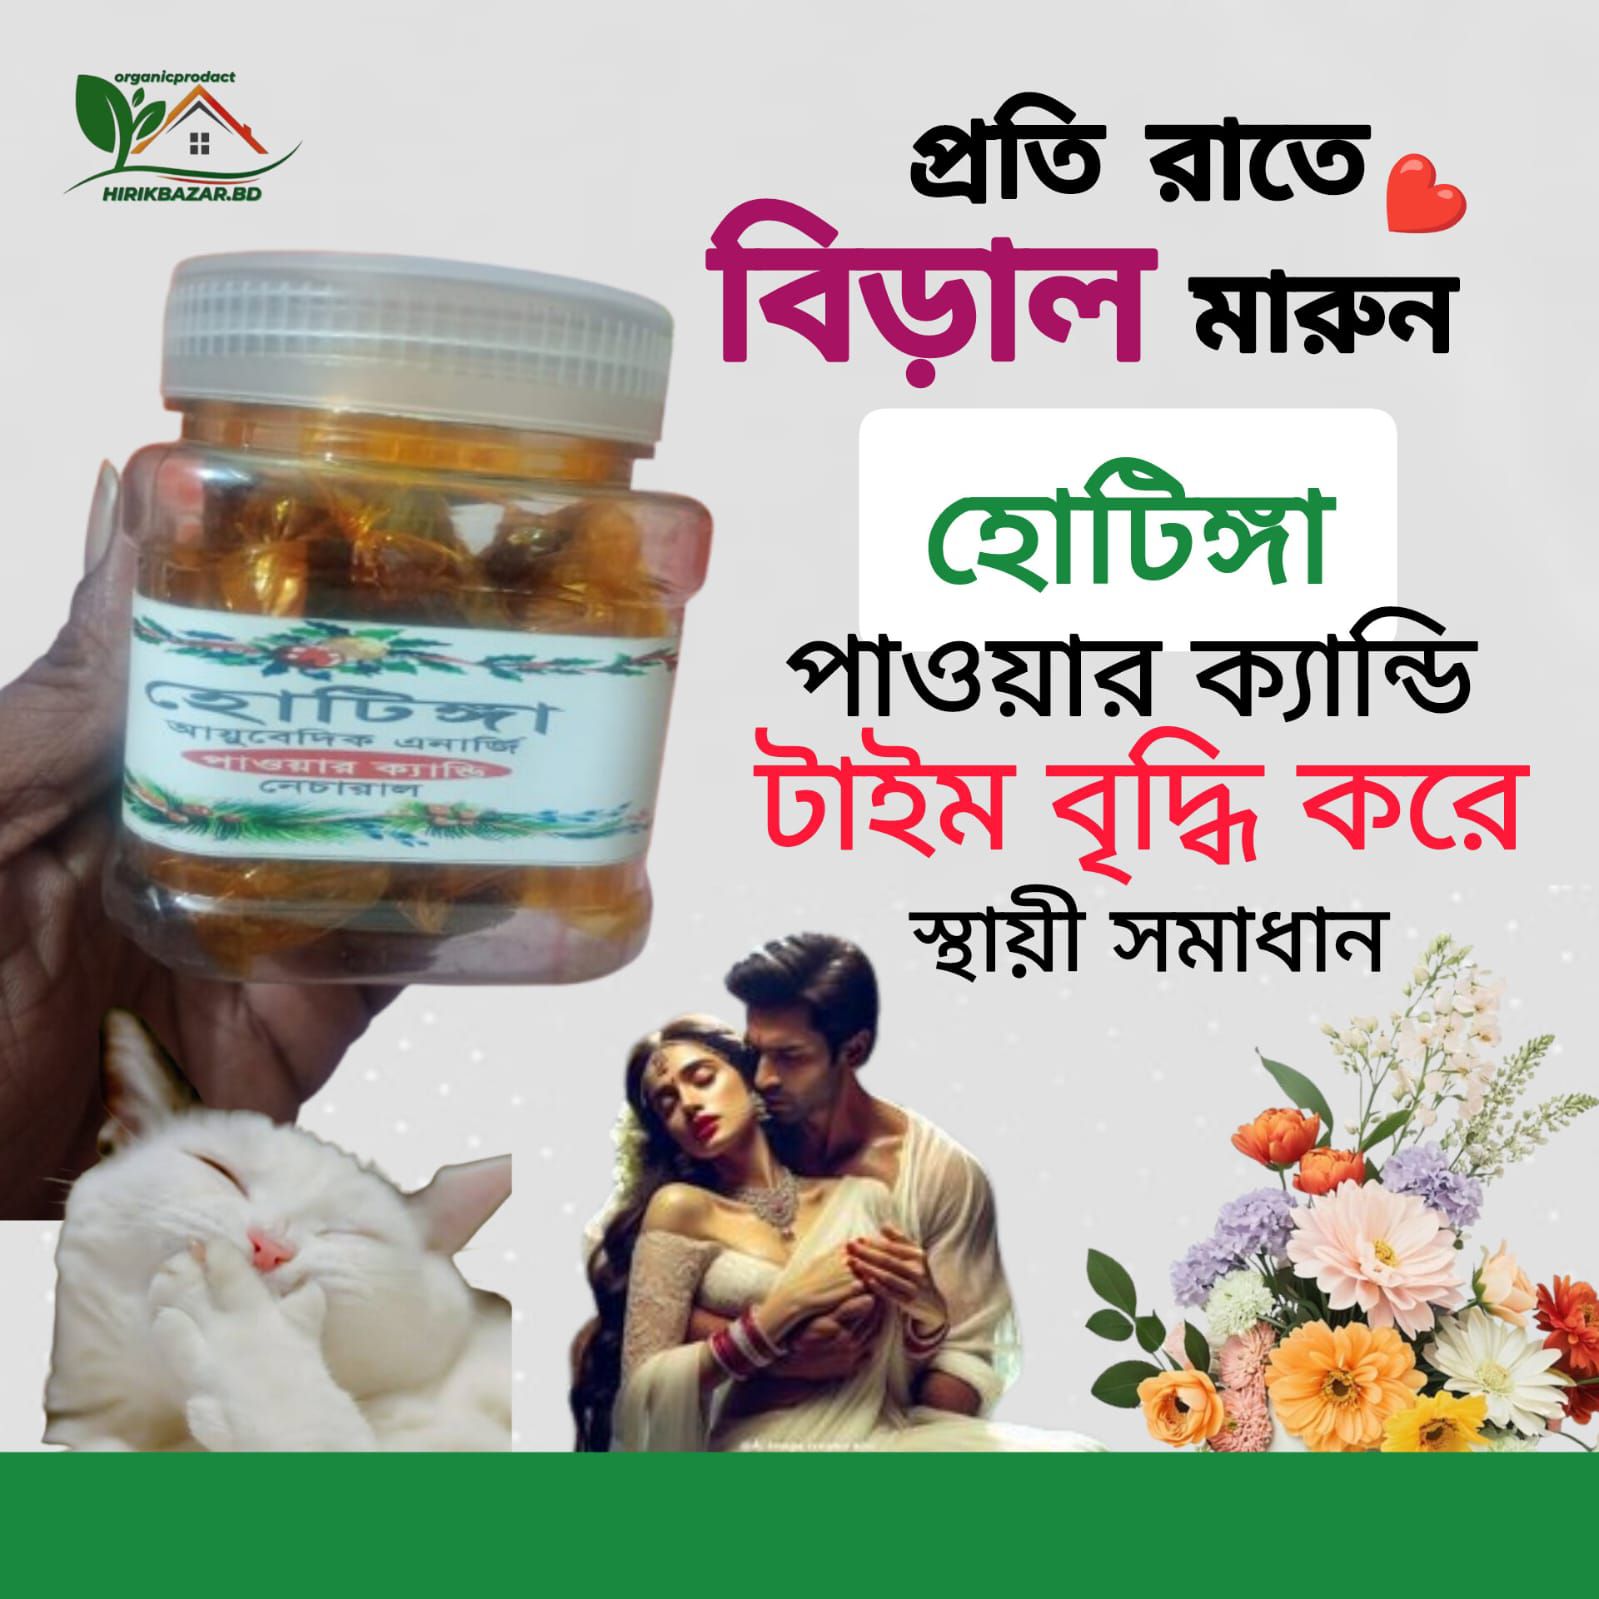 organicprodact
HIRIKBAZAR.BD
প্রতি রাতে
বিড়াল মারুন
হোটিঙ্গা
পাওয়ার ক্যান্ডি
টাইম বৃদ্ধি করে
স্থায়ী সমাধান
হোটিঙ্গা
আয়ুবেদিক এনার্জি
পাওয়ার ক্যান্ডি
নেচারাল